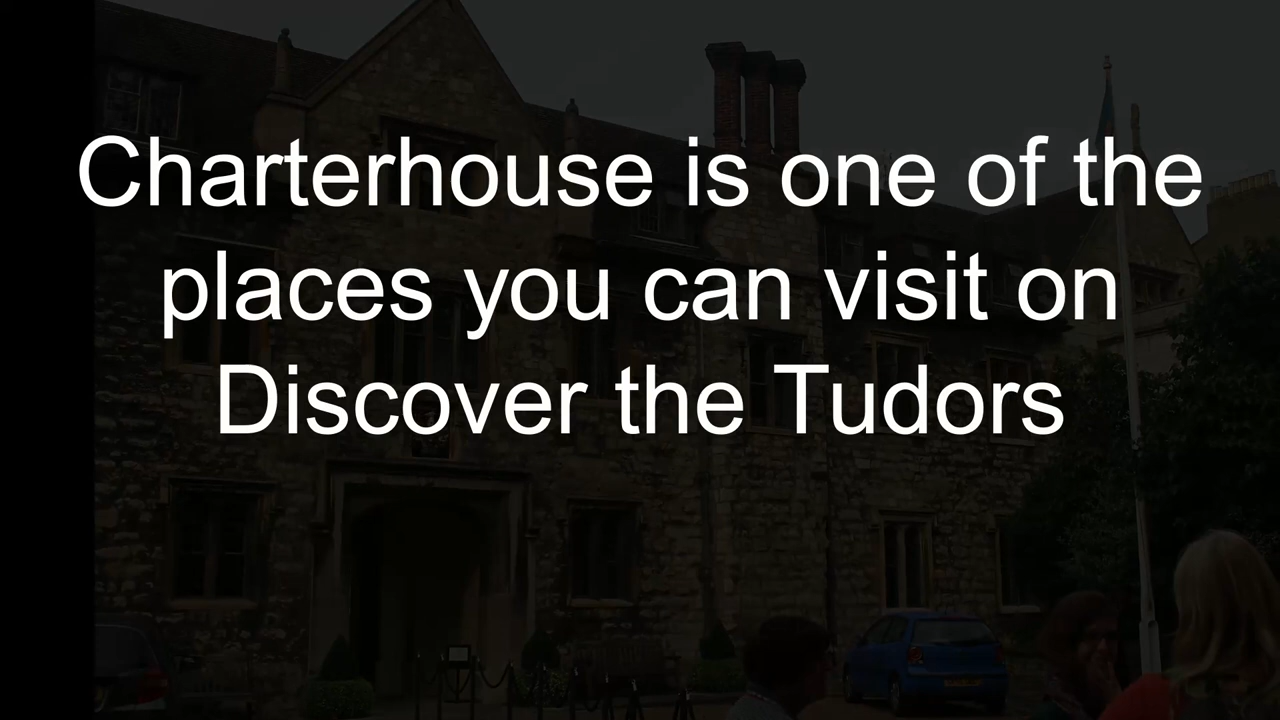 Charterhouse is one of the
places you can visit on
Discover the Tudors